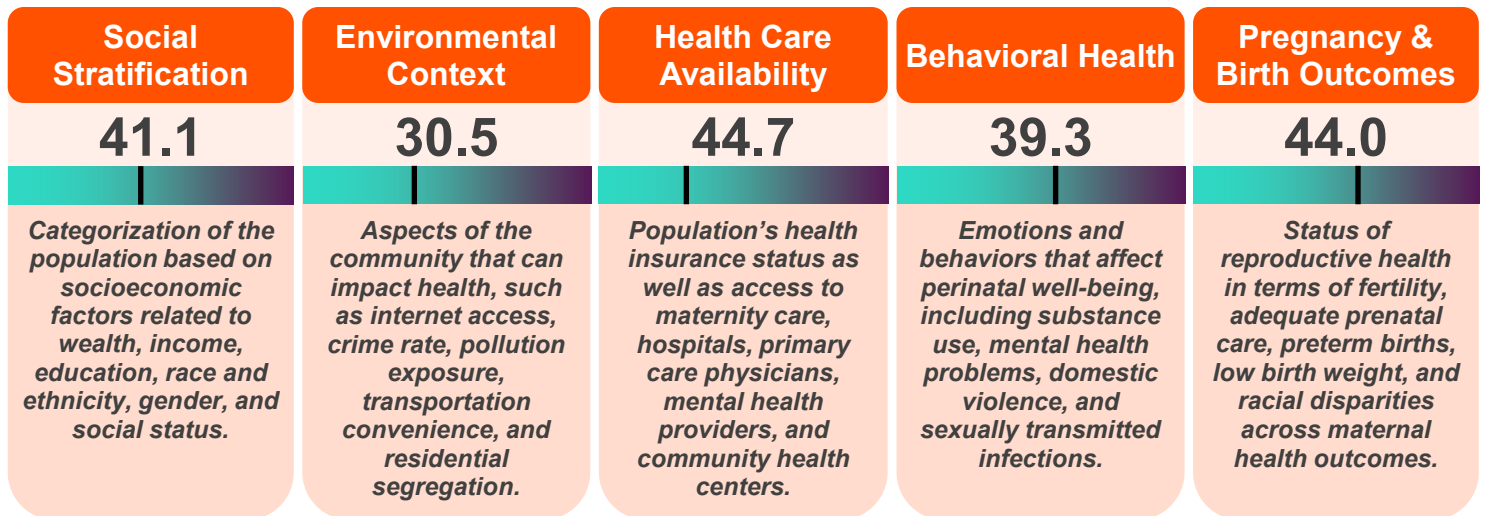 Social
Stratification
41.1
Categorization of the
population based on
socioeconomic
factors related to
wealth, income,
education, race and
ethnicity, gender, and
social status.
Environmental
Context
30.5
Aspects of the
community that can
impact health, such
as internet access,
crime rate, pollution
exposure,
transportation
convenience, and
residential
segregation.
Health Care
Availability
44.7
Population’s health
insurance status as
well as access to
maternity care,
hospitals, primary
care physicians,
mental health
providers, and
community health
centers.
Behavioral Health
39.3
Emotions and
behaviors that affect
perinatal well-being,
including substance
use, mental health
problems, domestic
violence, and
sexually transmitted
infections.
Pregnancy &
Birth Outcomes
44.0
Status of
reproductive health
in terms of fertility,
adequate prenatal
care, preterm births,
low birth weight, and
racial disparities
across maternal
health outcomes.